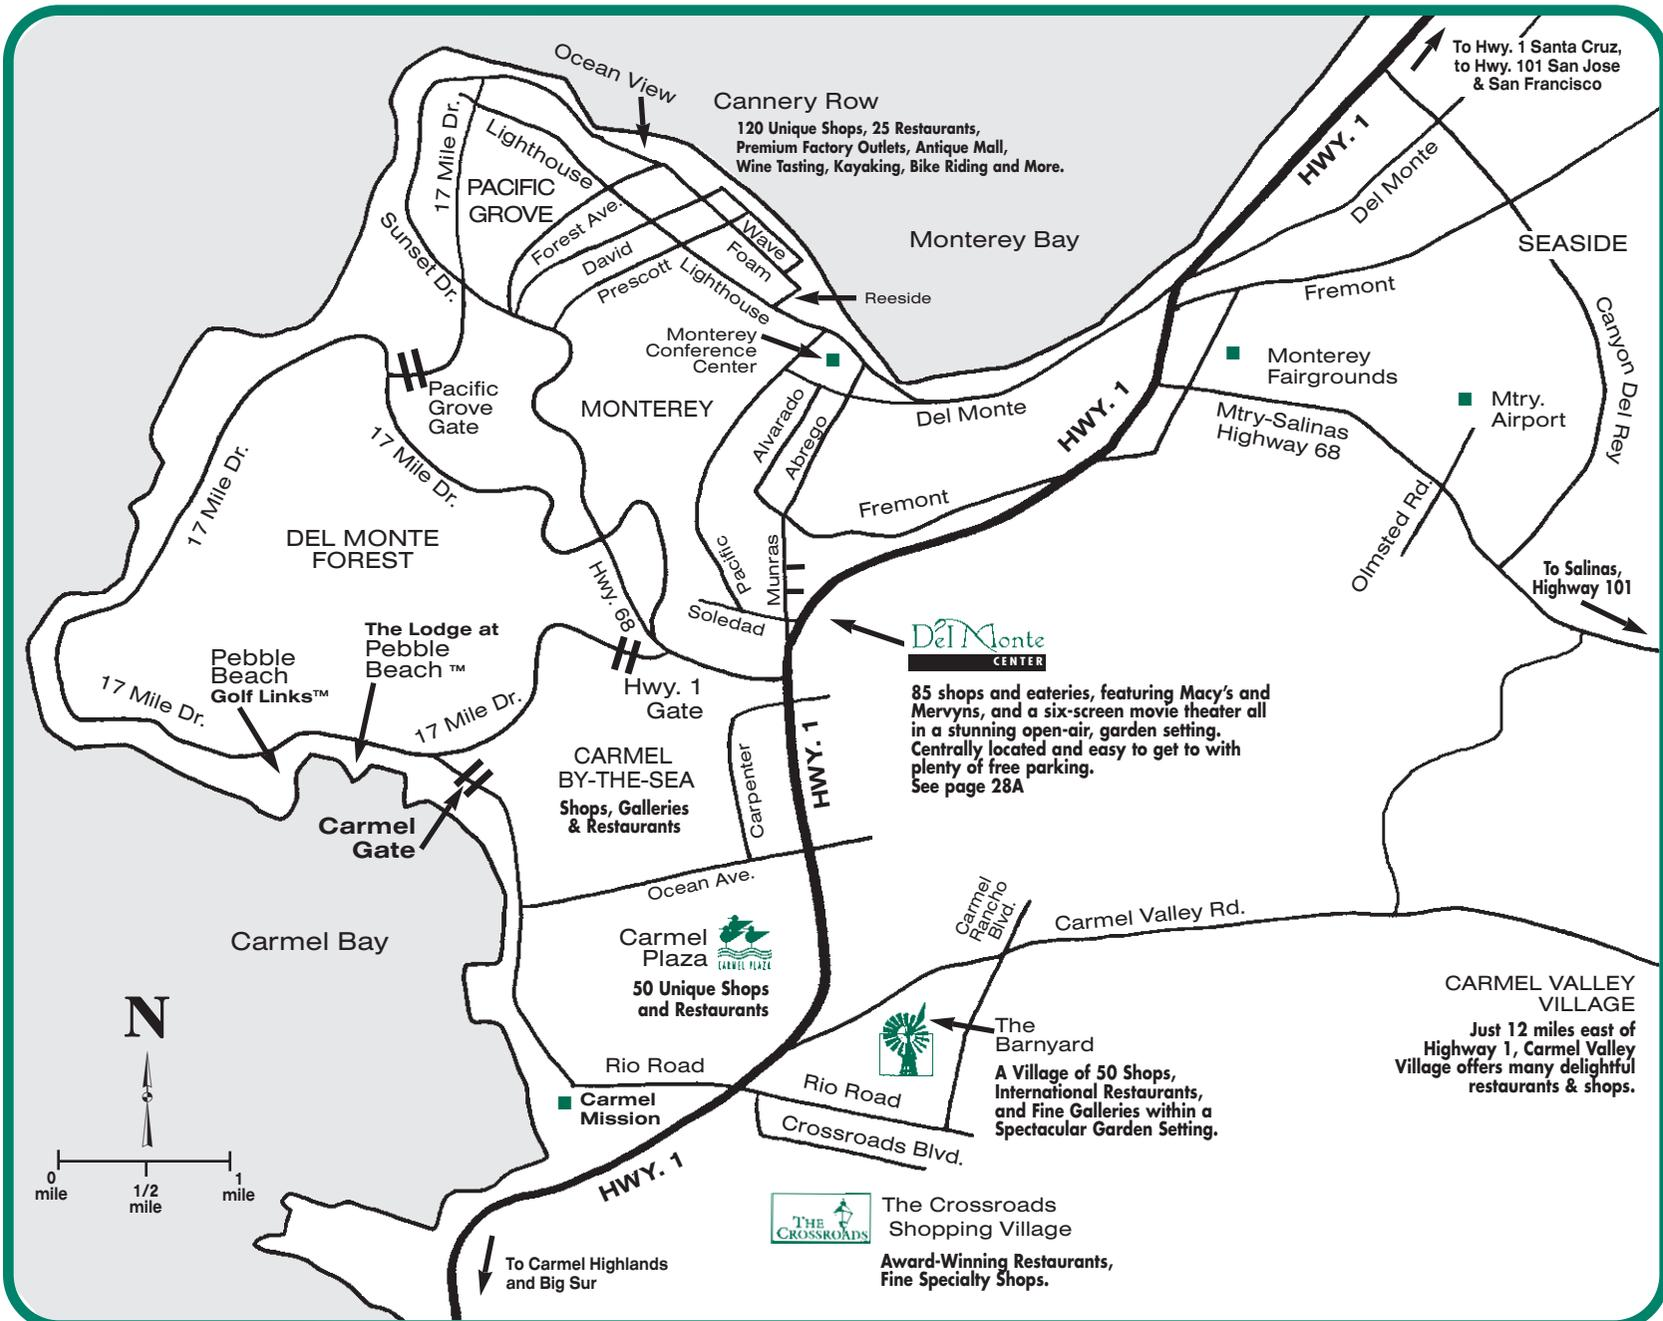 Ocean View
Cannery Row
120 Unique Shops, 25 Restaurants,
Premium Factory Outlets, Antique Mall,
Wine Tasting, Kayaking, Bike Riding and More.
To Hwy. 1 Santa Cruz,
to Hwy. 101 San Jose
& San Francisco
HWY. 1
Del Monte
17 Mile Dr.
Lighthouse
PACIFIC
GROVE
Sunset Dr.
Forest Ave.
David
Prescott
Wave
Foam
Lighthouse
Reeside
Monterey Bay
SEASIDE
Fremont
Canyon Del Rey
Monterey
Conference
Center
Monterey
Fairgrounds
Mtry.
Airport
Pacific
Grove
Gate
MONTEREY
Alvarado
Abrego
Del Monte
HWY. 1
Mtry-Salinas
Highway 68
17 Mile Dr.
17 Mile Dr.
Fremont
Olmsted Rd.
DEL MONTE
FOREST
Pacific
Munras
Hwy. 68
Soledad
To Salinas,
Highway 101
Del Monte
CENTER
85 shops and eateries, featuring Macy's and
Mervyns, and a six-screen movie theater all
in a stunning open-air, garden setting.
Centrally located and easy to get to with
plenty of free parking.
See page 28A
The Lodge at
Pebble
Beach ™
Pebble
Beach
Golf Links™
17 Mile Dr.
17 Mile Dr.
Hwy. 1
Gate
CARMEL
BY-THE-SEA
Shops, Galleries
& Restaurants
Carpenter
HWY. 1
Carmel
Gate
Ocean Ave.
Carmel
Rancho
Blvd.
Carmel Valley Rd.
Carmel Bay
Carmel
Plaza
CARMEL PLAZA
50 Unique Shops
and Restaurants
CARMEL VALLEY
VILLAGE
Just 12 miles east of
Highway 1, Carmel Valley
Village offers many delightful
restaurants & shops.
N
The
Barnyard
A Village of 50 Shops,
International Restaurants,
and Fine Galleries within a
Spectacular Garden Setting.
Rio Road
Rio Road
Carmel
Mission
Crossroads Blvd.
HWY. 1
0
mile
1/2
mile
1
mile
THE
CROSSROADS
The Crossroads
Shopping Village
Award-Winning Restaurants,
Fine Specialty Shops.
To Carmel Highlands
and Big Sur